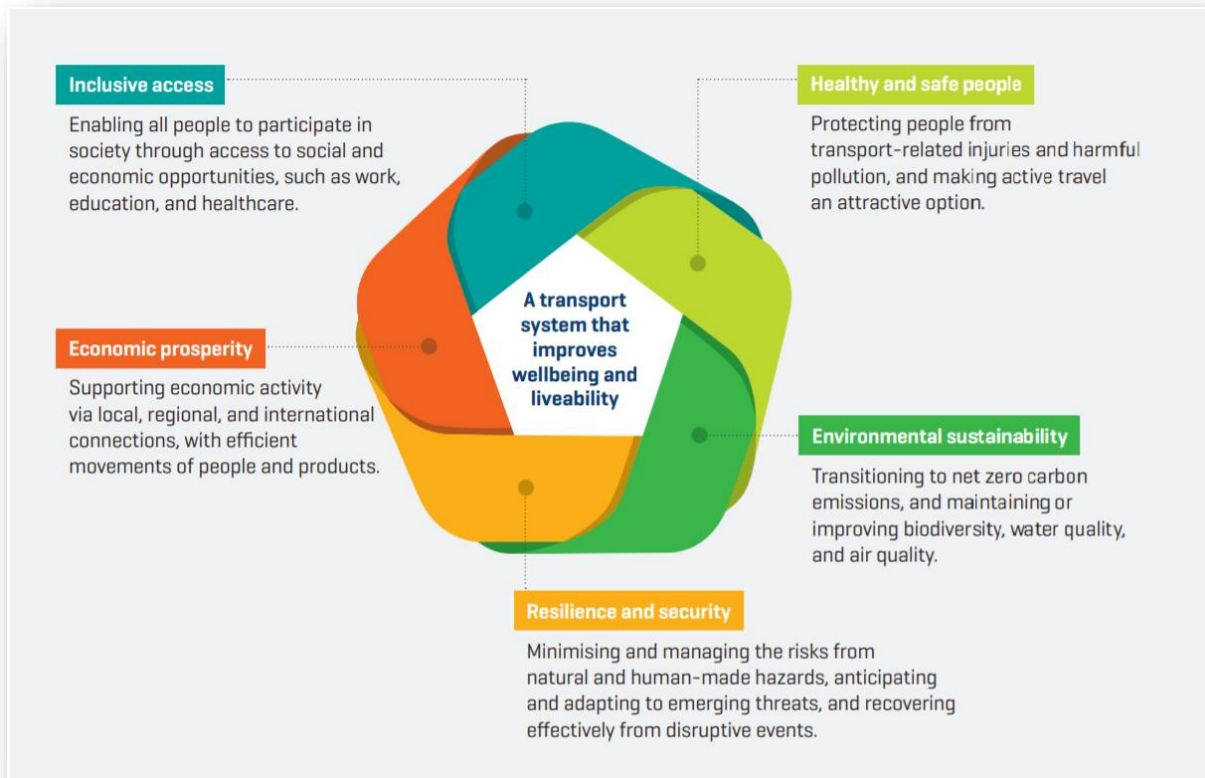 Inclusive access
Enabling all people to participate in
society through access to social and
economic opportunities, such as work,
education, and healthcare.
Healthy and safe people
Protecting people from
transport-related injuries and harmful
pollution, and making active travel
an attractive option.
A transport
system that
improves
wellbeing and
liveability
Economic prosperity
Supporting economic activity
via local, regional, and international
connections, with efficient
movements of people and products.
Environmental sustainability
Transitioning to net zero carbon
emissions, and maintaining or
improving biodiversity, water quality,
and air quality.
Resilience and security
Minimising and managing the risks from
natural and human-made hazards, anticipating
and adapting to emerging threats, and recovering
effectively from disruptive events.